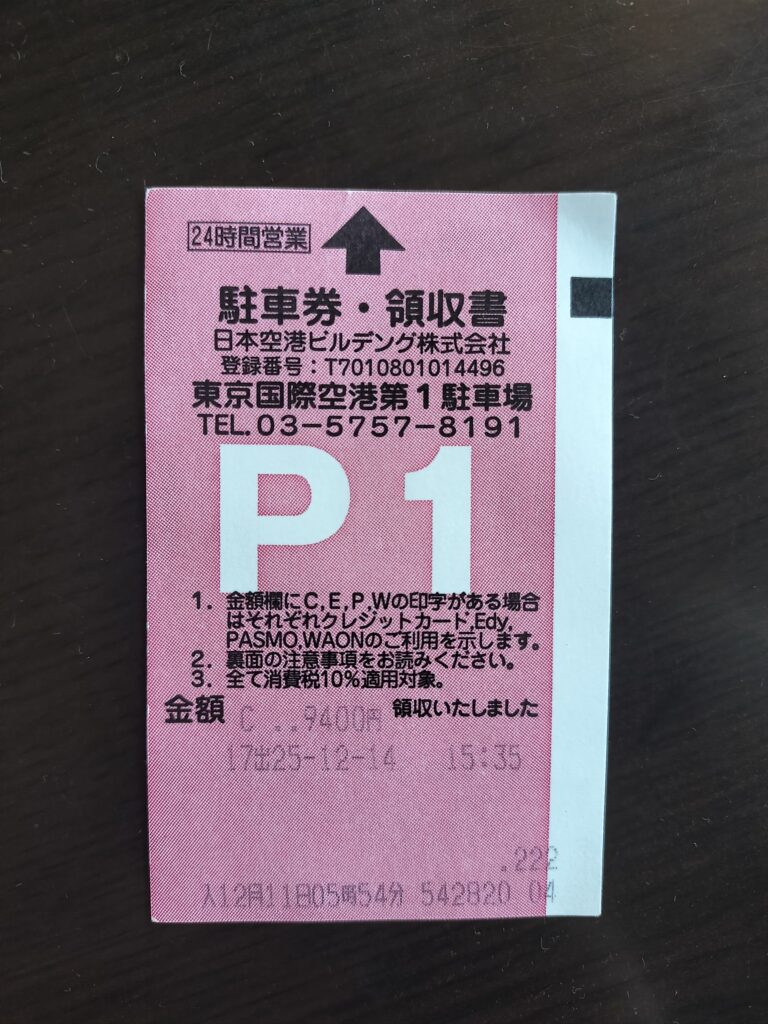 24時間営業
駐車券・領収書
日本空港ビルデング株式会社
登録番号：T7010801014496
東京国際空港第１駐車場
TEL.03−5757−8191
P1
1. 金額欄にC,E,P,Wの印字がある場合
はそれぞれクレジットカード,Edy,
PASMO,WAONのご利用を示します。
2. 裏面の注意事項をお読みください。
3. 全て消費税10%適用対象。
金額 C ..9400円 領収いたしました
17出25-12-14 15:35
.222
入12月11日05時54分 542820 04